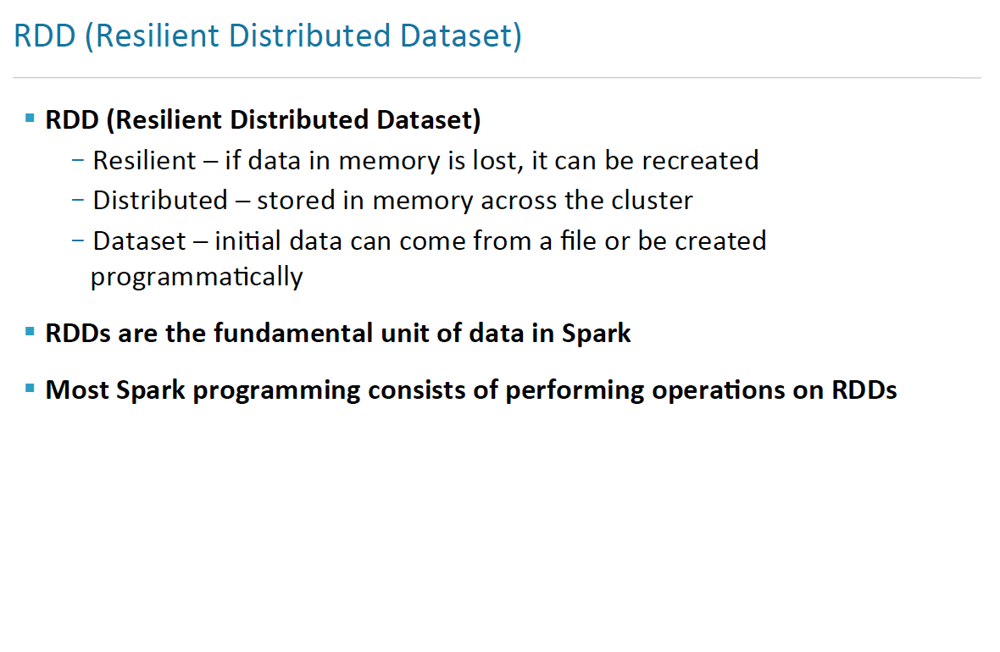 RDD (Resilient Distributed Dataset)
▪ RDD (Resilient Distributed Dataset)
– Resilient – if data in memory is lost, it can be recreated
– Distributed – stored in memory across the cluster
– Dataset – initial data can come from a file or be created
programmatically
▪ RDDs are the fundamental unit of data in Spark
▪ Most Spark programming consists of performing operations on RDDs